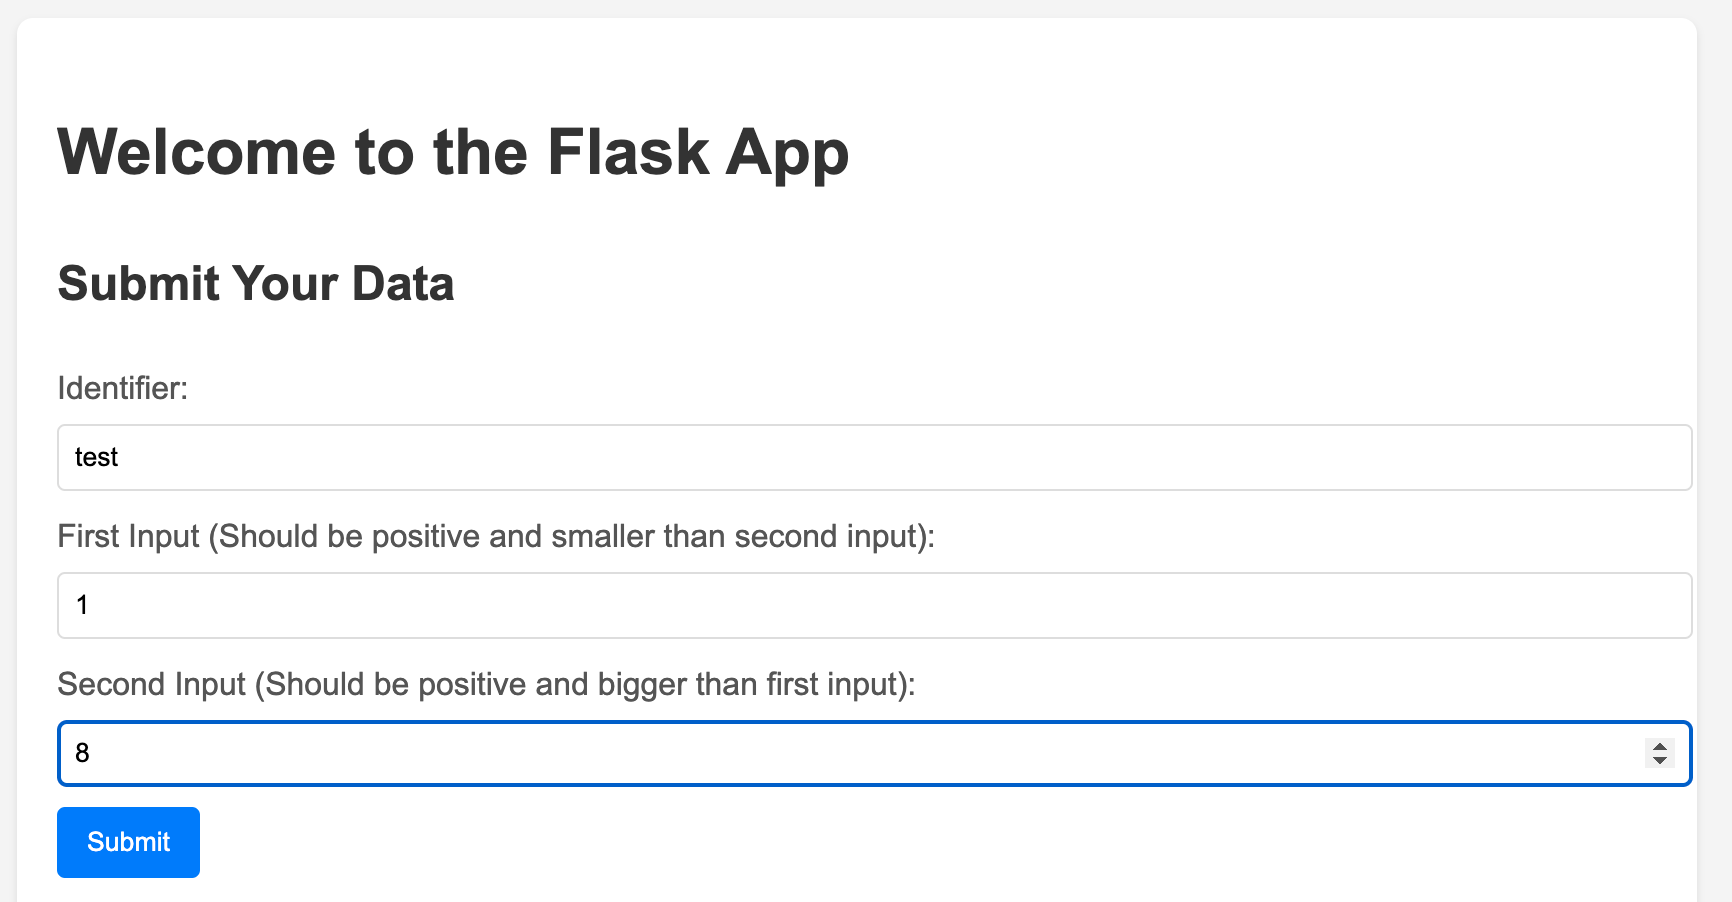 Welcome to the Flask App
Submit Your Data
Identifier:
test
First Input (Should be positive and smaller than second input):
1
Second Input (Should be positive and bigger than first input):
8
Submit